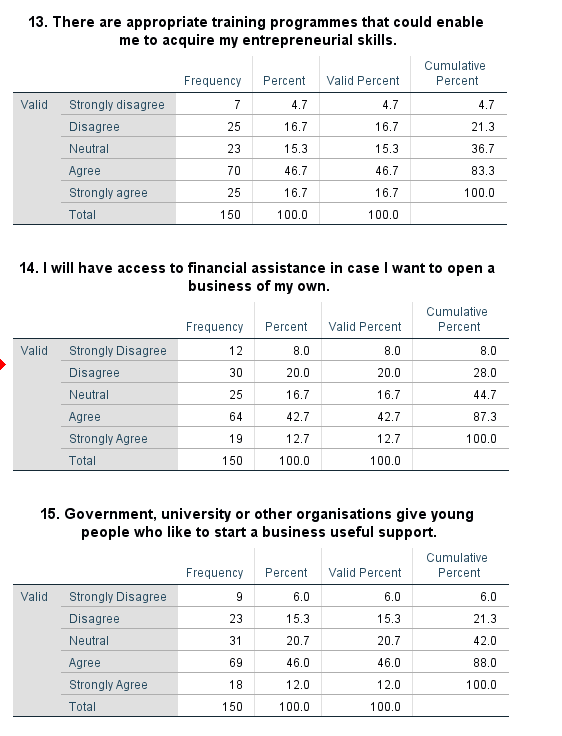 13. There are appropriate training programmes that could enable
me to acquire my entrepreneurial skills.
Frequency Percent Valid Percent Cumulative Percent
Valid Strongly disagree 7 4.7 4.7 4.7
Disagree 25 16.7 16.7 21.3
Neutral 23 15.3 15.3 36.7
Agree 70 46.7 46.7 83.3
Strongly agree 25 16.7 16.7 100.0
Total 150 100.0 100.0
14. I will have access to financial assistance in case I want to open a
business of my own.
Frequency Percent Valid Percent Cumulative Percent
Valid Strongly Disagree 12 8.0 8.0 8.0
Disagree 30 20.0 20.0 28.0
Neutral 25 16.7 16.7 44.7
Agree 64 42.7 42.7 87.3
Strongly Agree 19 12.7 12.7 100.0
Total 150 100.0 100.0
15. Government, university or other organisations give young
people who like to start a business useful support.
Frequency Percent Valid Percent Cumulative Percent
Valid Strongly Disagree 9 6.0 6.0 6.0
Disagree 23 15.3 15.3 21.3
Neutral 31 20.7 20.7 42.0
Agree 69 46.0 46.0 88.0
Strongly Agree 18 12.0 12.0 100.0
Total 150 100.0 100.0